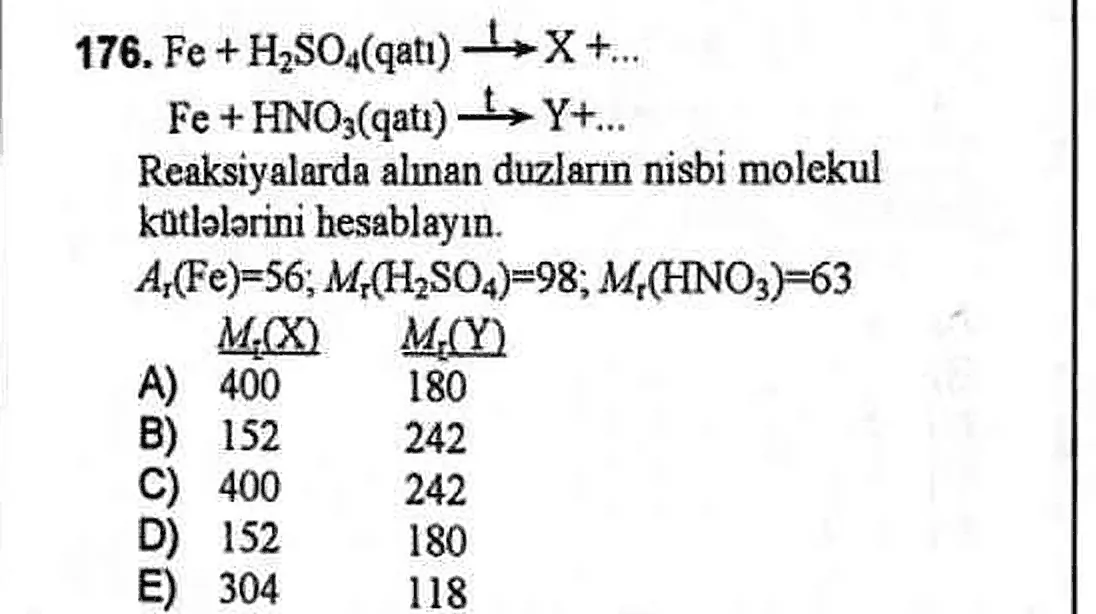 176. Fe + H₂SO₄(qatı) —t→ X +...
Fe + HNO₃(qatı) —t→ Y+...
Reaksiyalarda alınan duzların nisbi molekul
kütlələrini hesablayın.
Aᵣ(Fe)=56; Mᵣ(H₂SO₄)=98; Mᵣ(HNO₃)=63
Mᵣ(X) Mᵣ(Y)
A) 400 180
B) 152 242
C) 400 242
D) 152 180
E) 304 118